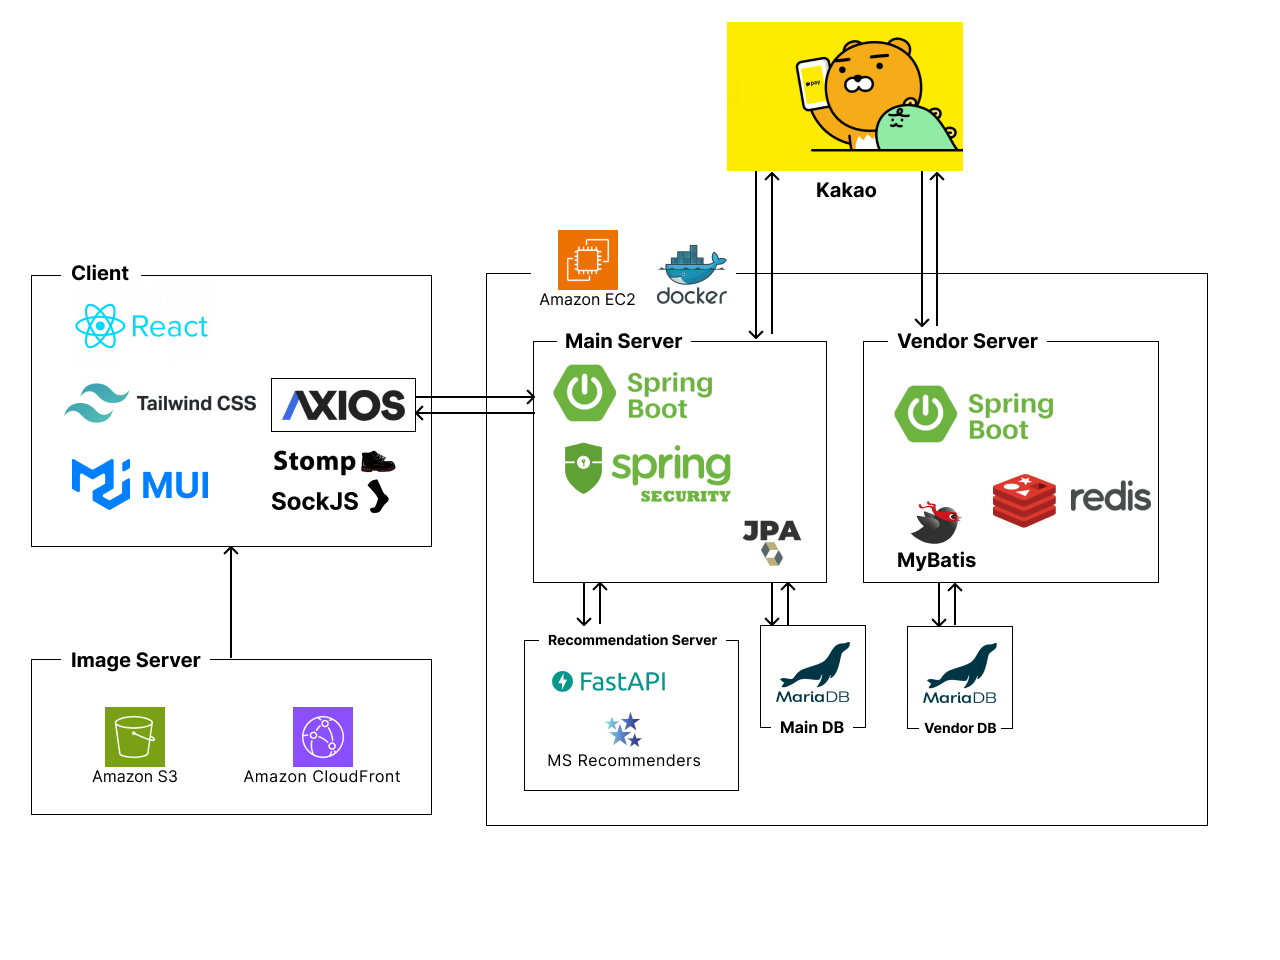 pay
Kakao
Client
React
Tailwind CSS
AXIOS
MUI
Stomp
SockJS
Amazon EC2
docker
Main Server
Spring
Boot
spring
SECURITY
JPA
Vendor Server
Spring
Boot
redis
MyBatis
Image Server
Amazon S3
Amazon CloudFront
Recommendation Server
FastAPI
MS Recommenders
MariaDB
Main DB
MariaDB
Vendor DB